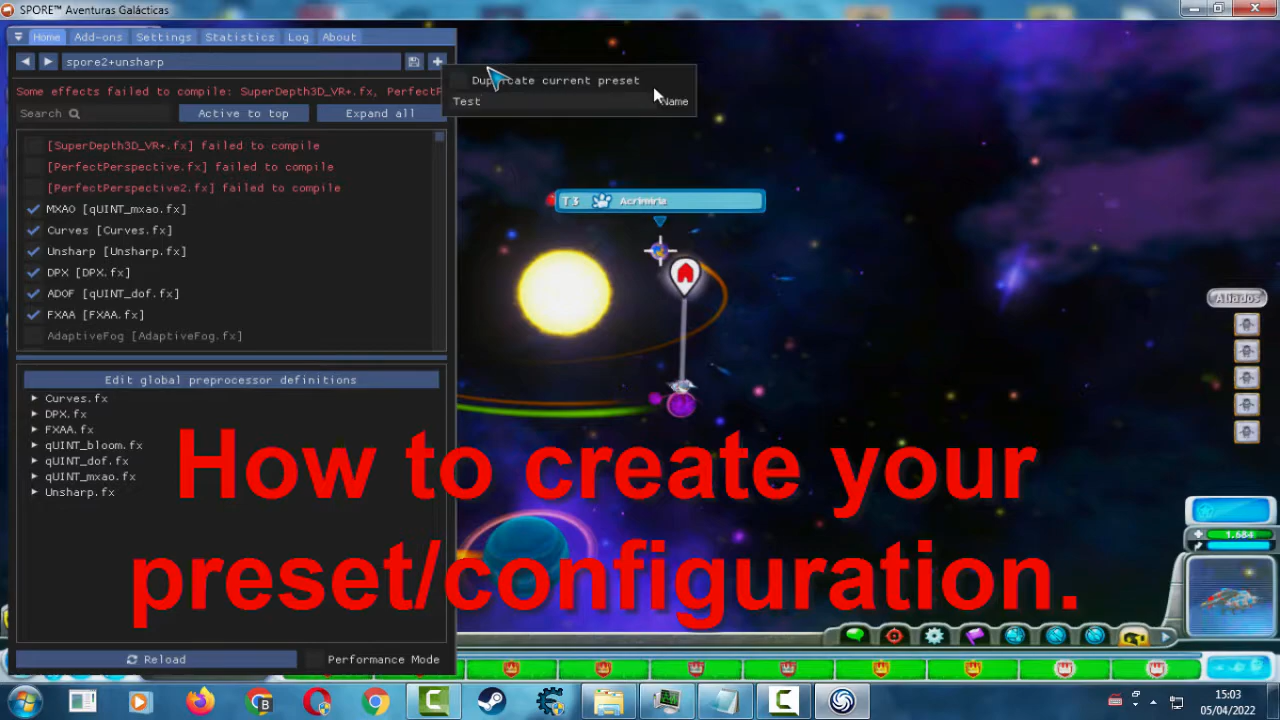 SPORE™ Aventuras Galácticas
Home Add-ons Settings Statistics Log About
spore2+unsharp
Duplicate current preset
Test Name
Some effects failed to compile: SuperDepth3D_VR+.fx, PerfectP
Search Active to top Expand all
[SuperDepth3D_VR+.fx] failed to compile
[PerfectPerspective.fx] failed to compile
[PerfectPerspective2.fx] failed to compile
MXAO [qUINT_mxao.fx]
Curves [Curves.fx]
Unsharp [Unsharp.fx]
DPX [DPX.fx]
ADOF [qUINT_dof.fx]
FXAA [FXAA.fx]
AdaptiveFog [AdaptiveFog.fx]
T3 Acrimiria
Aliados
Edit global preprocessor definitions
Curves.fx
DPX.fx
FXAA.fx
qUINT_bloom.fx
qUINT_dof.fx
qUINT_mxao.fx
Unsharp.fx
How to create your
preset/configuration.
1.584
Reload Performance Mode
15:03
05/04/2022